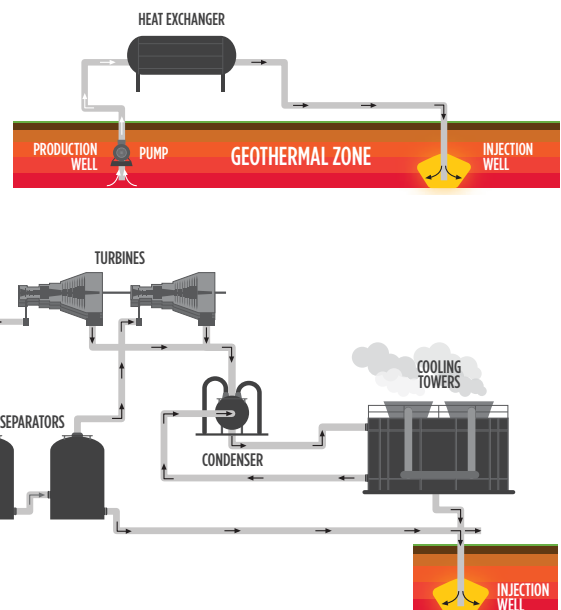 HEAT EXCHANGER
PRODUCTION
WELL
PUMP
GEOTHERMAL ZONE
INJECTION
WELL
TURBINES
COOLING
TOWERS
SEPARATORS
CONDENSER
INJECTION
WELL